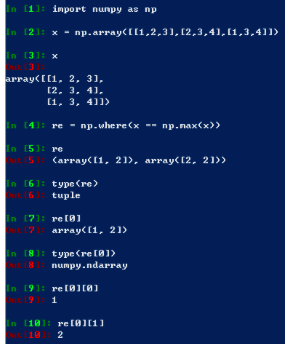 In [1]: import numpy as np
In [2]: x = np.array([[1,2,3],[2,3,4],[1,3,4]])
In [3]: x
Out[3]:
array([[1, 2, 3],
       [2, 3, 4],
       [1, 3, 4]])
In [4]: re = np.where(x == np.max(x))
In [5]: re
Out[5]: (array([1, 2]), array([2, 2]))
In [6]: type(re)
Out[6]: tuple
In [7]: re[0]
Out[7]: array([1, 2])
In [8]: type(re[0])
Out[8]: numpy.ndarray
In [9]: re[0][0]
Out[9]: 1
In [10]: re[0][1]
Out[10]: 2